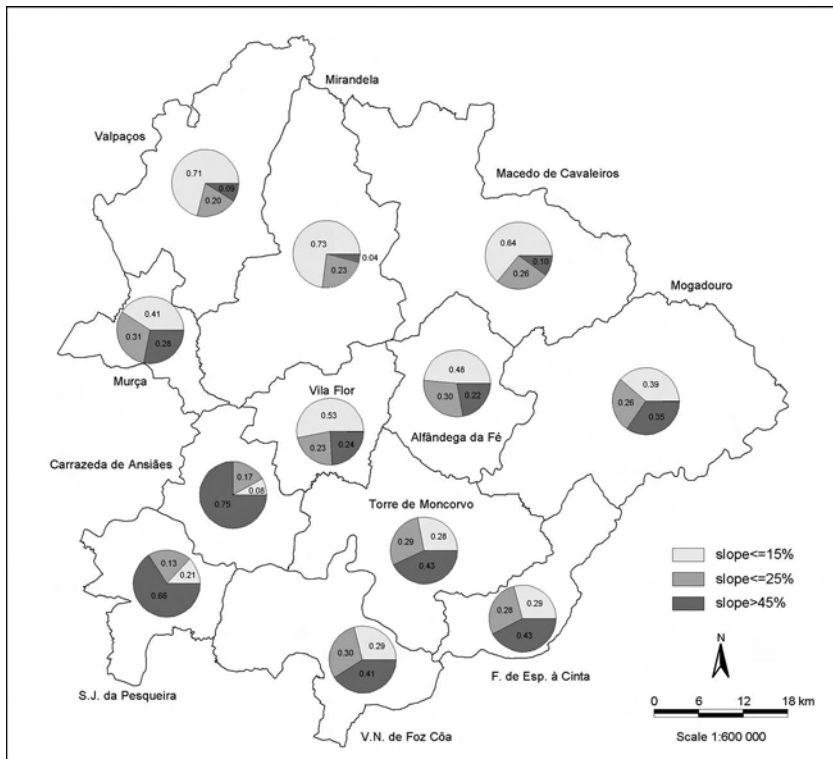 Mirandela
Valpaços
0.71
0.09
0.20
Macedo de Cavaleiros
0.73
0.04
0.23
0.64
0.10
0.26
Mogadouro
0.41
0.31
0.28
Murça
0.48
0.30
0.22
Alfândega da Fé
0.39
0.26
0.35
Vila Flor
0.53
0.23
0.24
Carrazeda de Ansiães
0.17
0.08
0.75
Torre de Moncorvo
0.28
0.29
0.43
0.13
0.21
0.66
S.J. da Pesqueira
0.28
0.29
0.43
F. de Esp. à Cinta
0.30
0.29
0.41
V.N. de Foz Côa
slope<=15%
slope<=25%
slope>45%
N
0 6 12 18 km
Scale 1:600 000